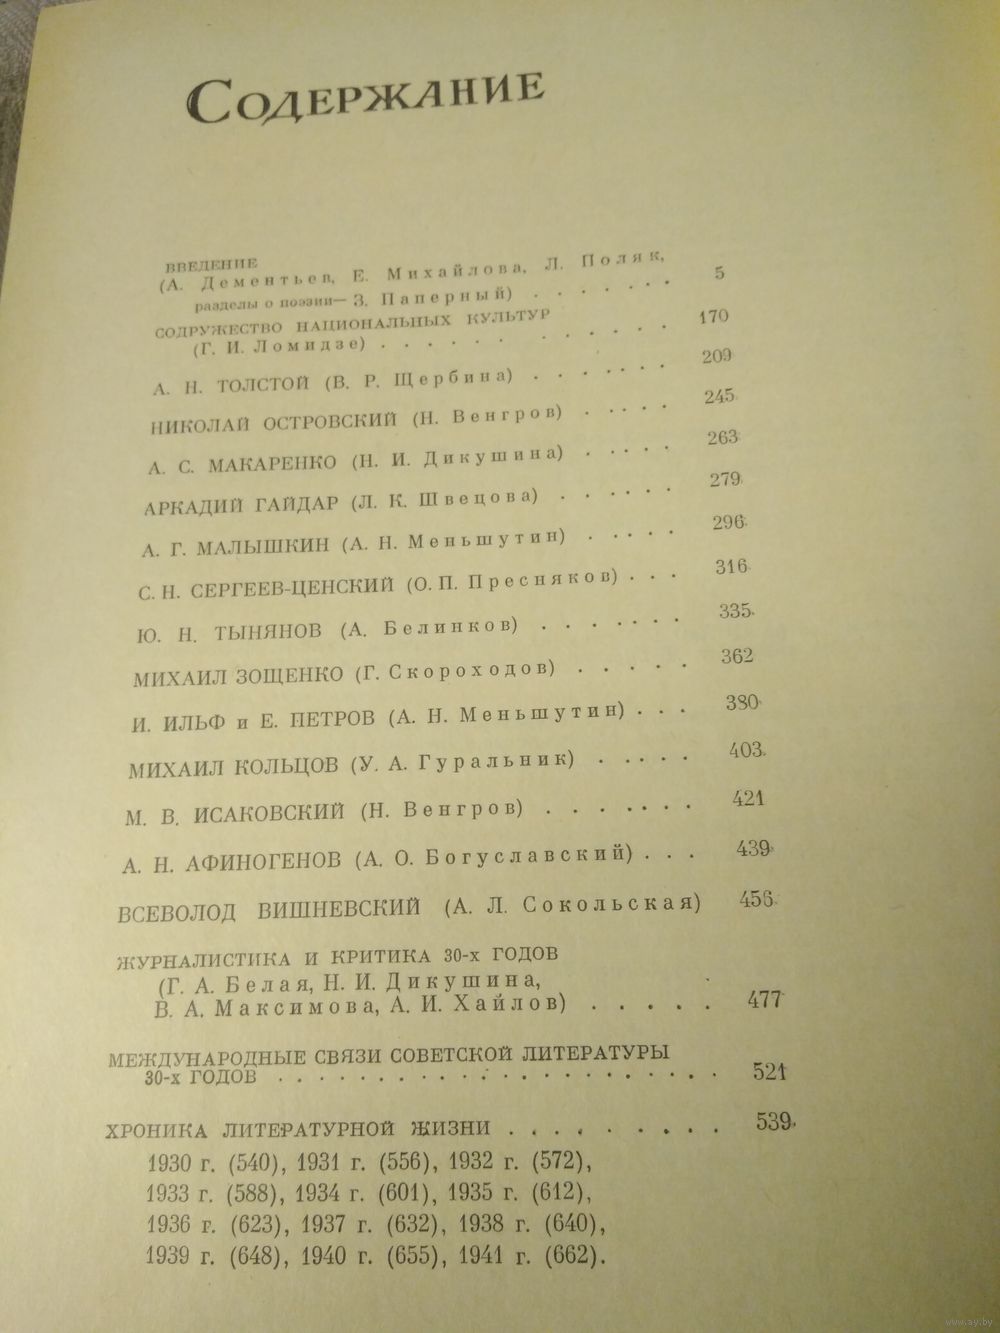 Содержание
ВВЕДЕНИЕ
(А. Дементьев, Е. Михайлова, Л. Поляк,
разделы о поэзии— З. Паперный) . . . . . . . 5
СОДРУЖЕСТВО НАЦИОНАЛЬНЫХ КУЛЬТУР
(Г. И. Ломидзе) . . . . . . . . . . . 170
А. Н. ТОЛСТОЙ (В. Р. Щербина) . . . . . . . 209
НИКОЛАЙ ОСТРОВСКИЙ (Н. Венгров) . . . . . 245
А. С. МАКАРЕНКО (Н. И. Дикушина) . . . . . 263
АРКАДИЙ ГАЙДАР (Л. К. Швецова) . . . . . . 279
А. Г. МАЛЫШКИН (А. Н. Меньшутин) . . . . . 296
С. Н. СЕРГЕЕВ-ЦЕНСКИЙ (О. П. Пресняков) . . . 316
Ю. Н. ТЫНЯНОВ (А. Белинков) . . . . . . . 335
МИХАИЛ ЗОЩЕНКО (Г. Скороходов) . . . . . 362
И. ИЛЬФ и Е. ПЕТРОВ (А. Н. Меньшутин) . . . 380
МИХАИЛ КОЛЬЦОВ (У. А. Гуральник) . . . . . 403
М. В. ИСАКОВСКИЙ (Н. Венгров) . . . . . . . 421
А. Н. АФИНОГЕНОВ (А. О. Богуславский) . . . 439
ВСЕВОЛОД ВИШНЕВСКИЙ (А. Л. Сокольская) 456
ЖУРНАЛИСТИКА И КРИТИКА 30-х ГОДОВ
(Г. А. Белая, Н. И. Дикушина,
В. А. Максимова, А. И. Хайлов) . . . . . 477
МЕЖДУНАРОДНЫЕ СВЯЗИ СОВЕТСКОЙ ЛИТЕРАТУРЫ
30-х ГОДОВ . . . . . . . . . . . . . . . . . . . . . 521
ХРОНИКА ЛИТЕРАТУРНОЙ ЖИЗНИ . . . . . . . . . 539
1930 г. (540), 1931 г. (556), 1932 г. (572),
1933 г. (588), 1934 г. (601), 1935 г. (612),
1936 г. (623), 1937 г. (632), 1938 г. (640),
1939 г. (648), 1940 г. (655), 1941 г. (662).
www.ay.by